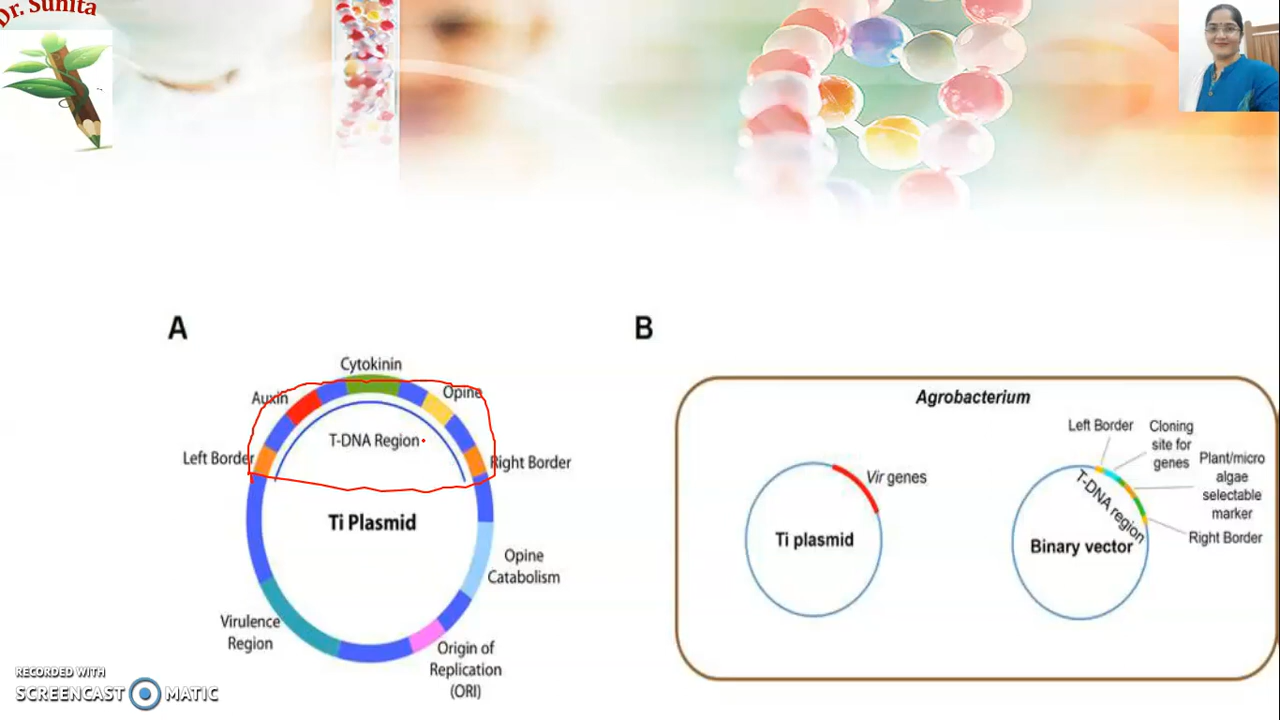 Dr. Sunita
A
Cytokinin
Auxin
Opine
T-DNA Region
Left Border
Right Border
Ti Plasmid
Opine
Catabolism
Virulence
Region
Origin of
Replication
(ORI)
B
Agrobacterium
Vir genes
Ti plasmid
Left Border
Cloning
site for
genes
Plant/micro
algae
selectable
marker
Right Border
T-DNA region
Binary vector
RECORDED WITH
SCREENCAST MATIC